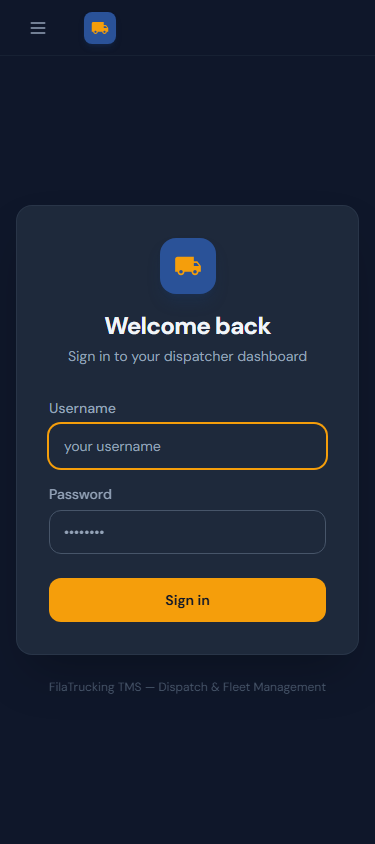 Welcome back
Sign in to your dispatcher dashboard
Username
your username
Password
••••••••
Sign in
FilaTrucking TMS — Dispatch & Fleet Management